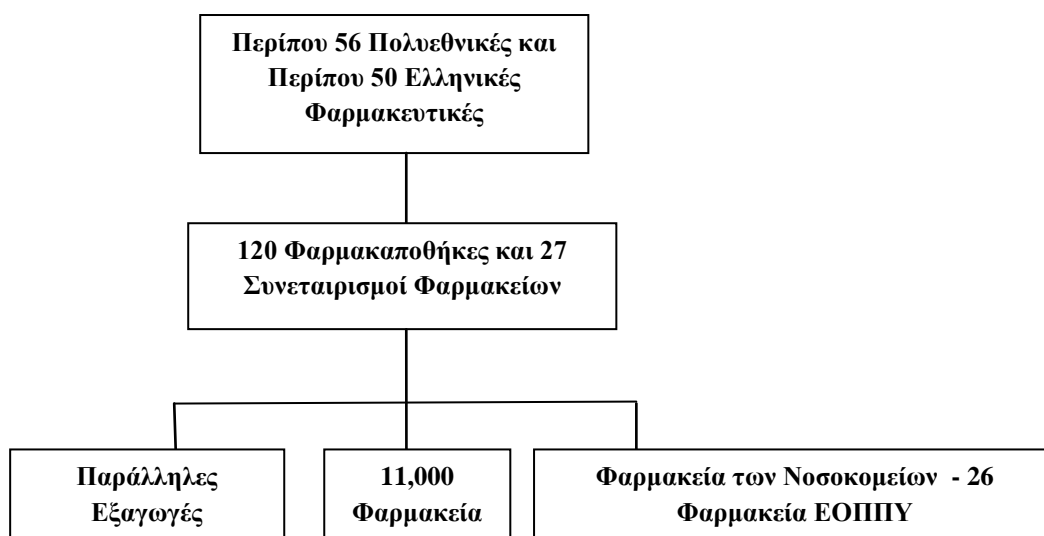 Περίπου 56 Πολυεθνικές και
Περίπου 50 Ελληνικές
Φαρμακευτικές
120 Φαρμακαποθήκες και 27
Συνεταιρισμοί Φαρμακείων
Παράλληλες
Εξαγωγές
11,000
Φαρμακεία
Φαρμακεία των Νοσοκομείων - 26
Φαρμακεία ΕΟΠΠΥ